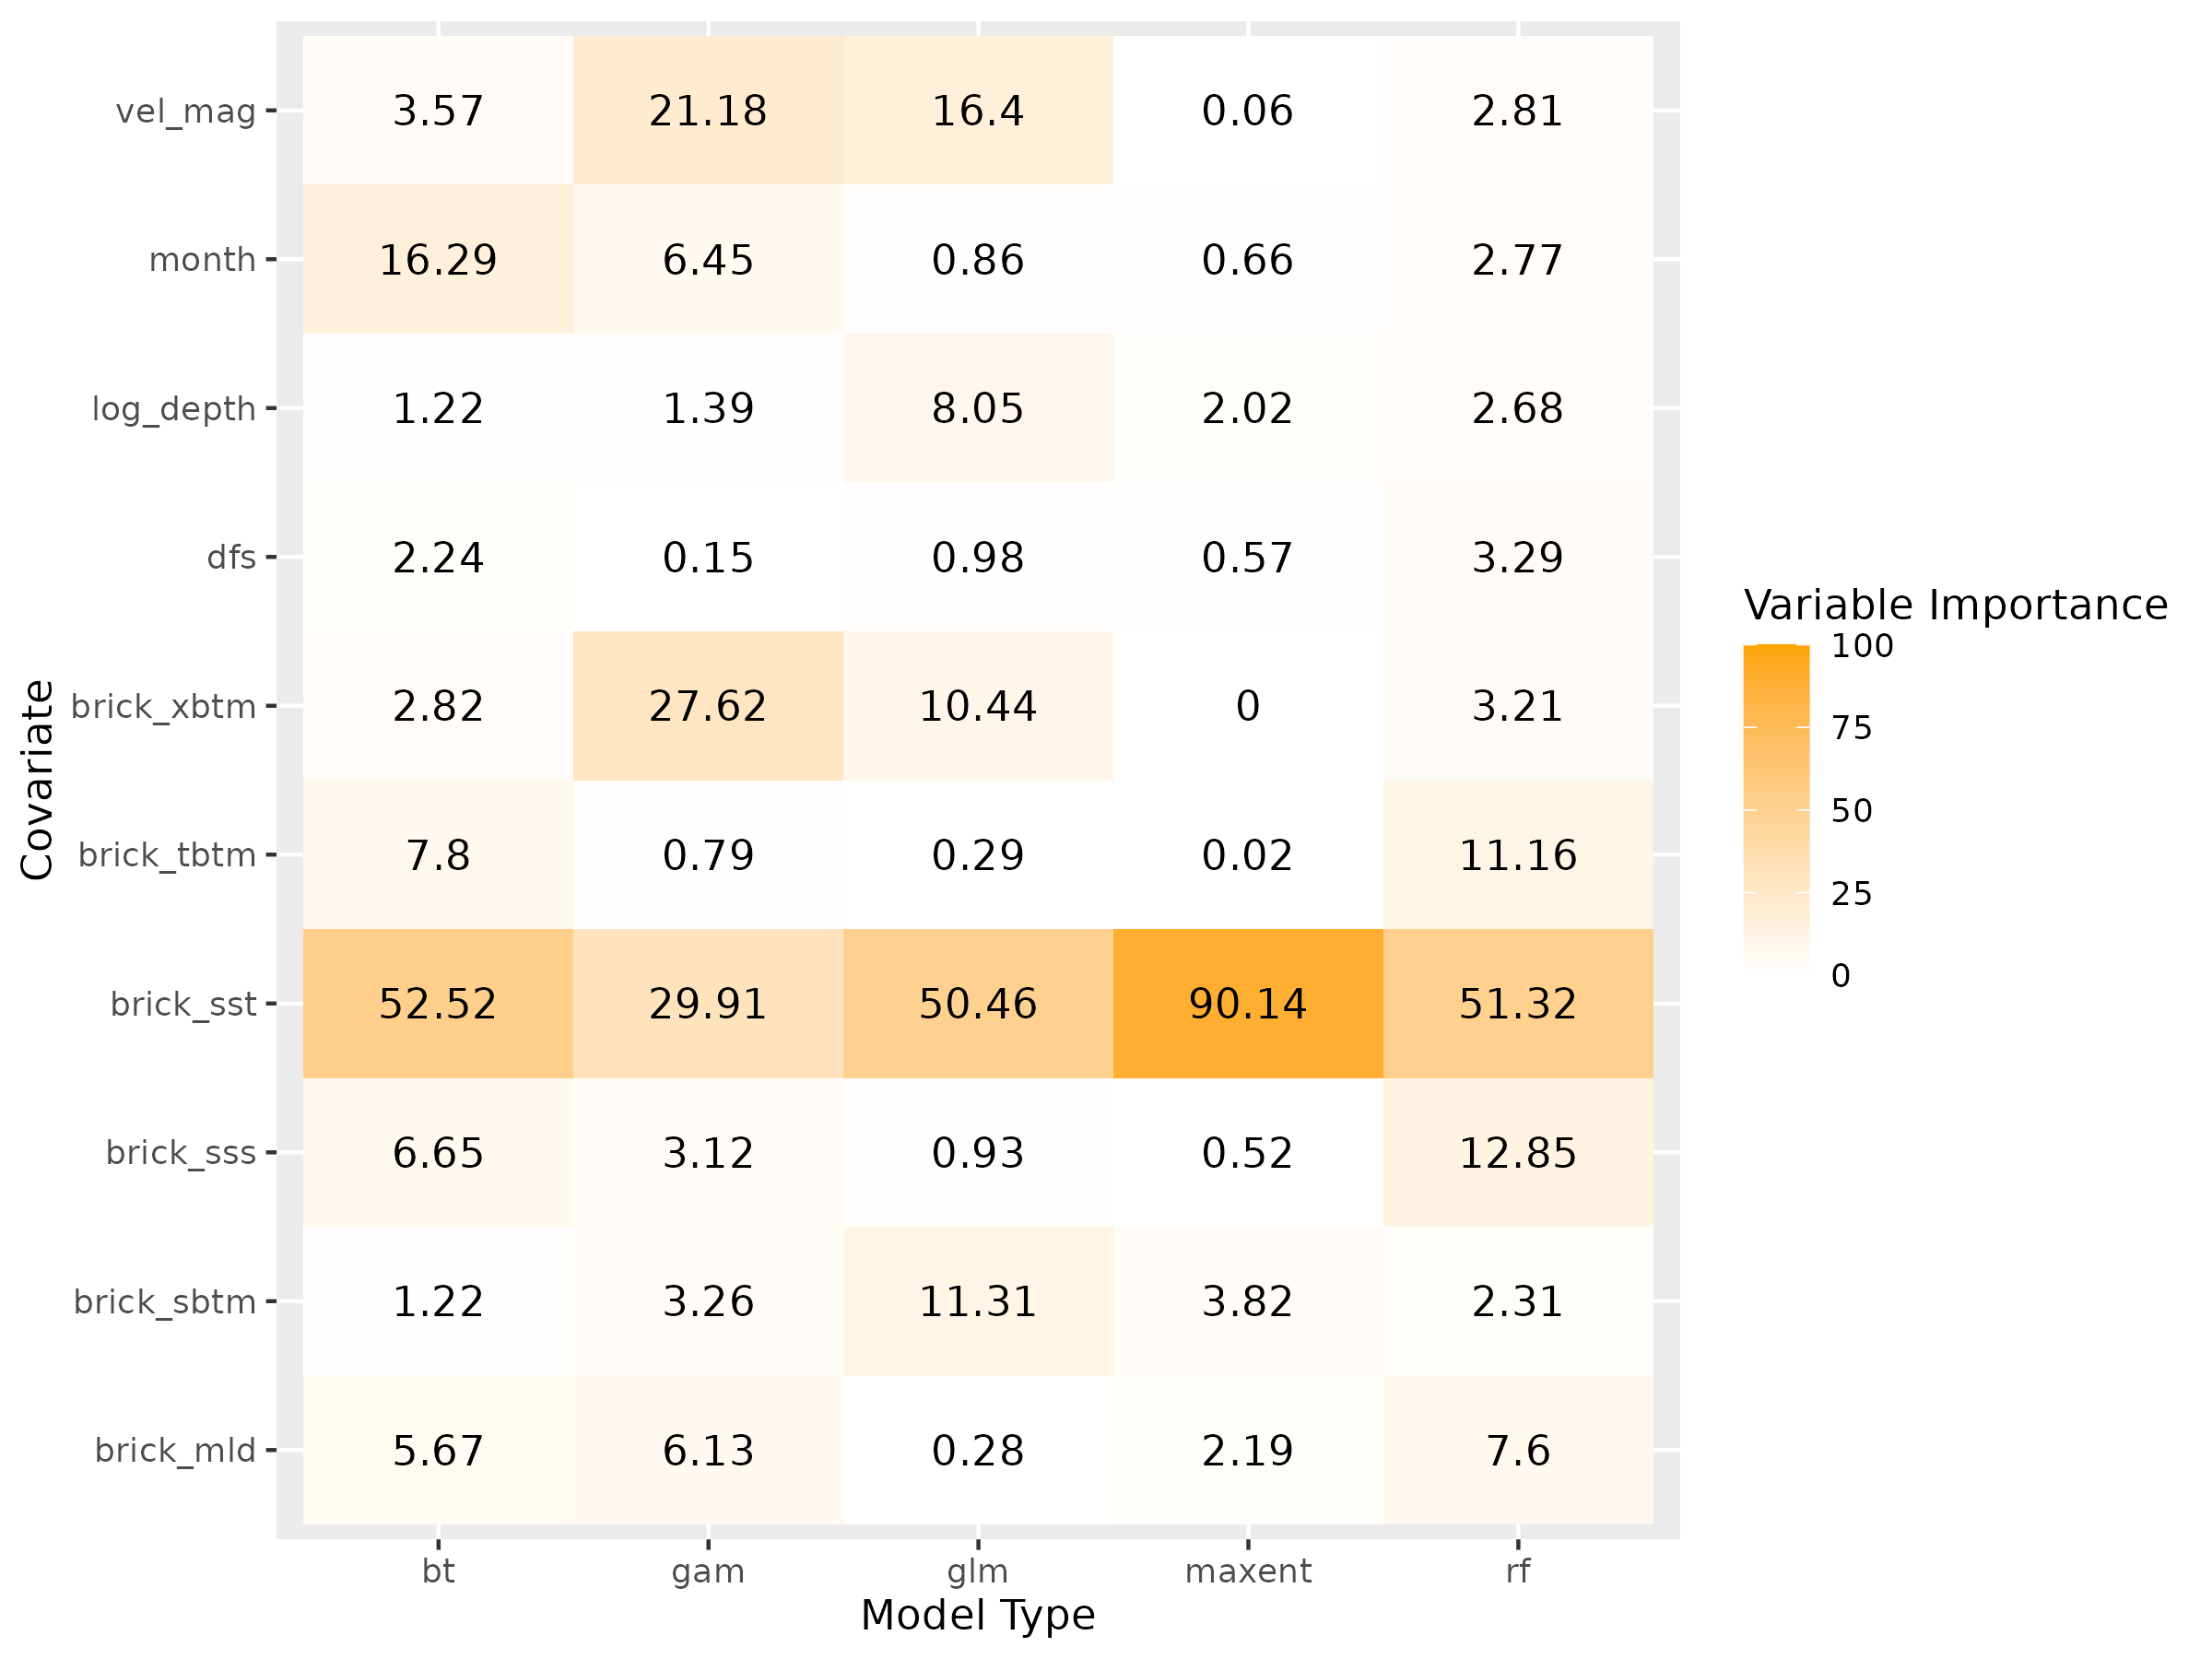 vel_mag 3.57 21.18 16.4 0.06 2.81
month 16.29 6.45 0.86 0.66 2.77
log_depth 1.22 1.39 8.05 2.02 2.68
dfs 2.24 0.15 0.98 0.57 3.29
brick_xbtm 2.82 27.62 10.44 0 3.21
brick_tbtm 7.8 0.79 0.29 0.02 11.16
brick_sst 52.52 29.91 50.46 90.14 51.32
brick_sss 6.65 3.12 0.93 0.52 12.85
brick_sbtm 1.22 3.26 11.31 3.82 2.31
brick_mld 5.67 6.13 0.28 2.19 7.6
bt gam glm maxent rf
Model Type
Covariate
Variable Importance
100
75
50
25
0